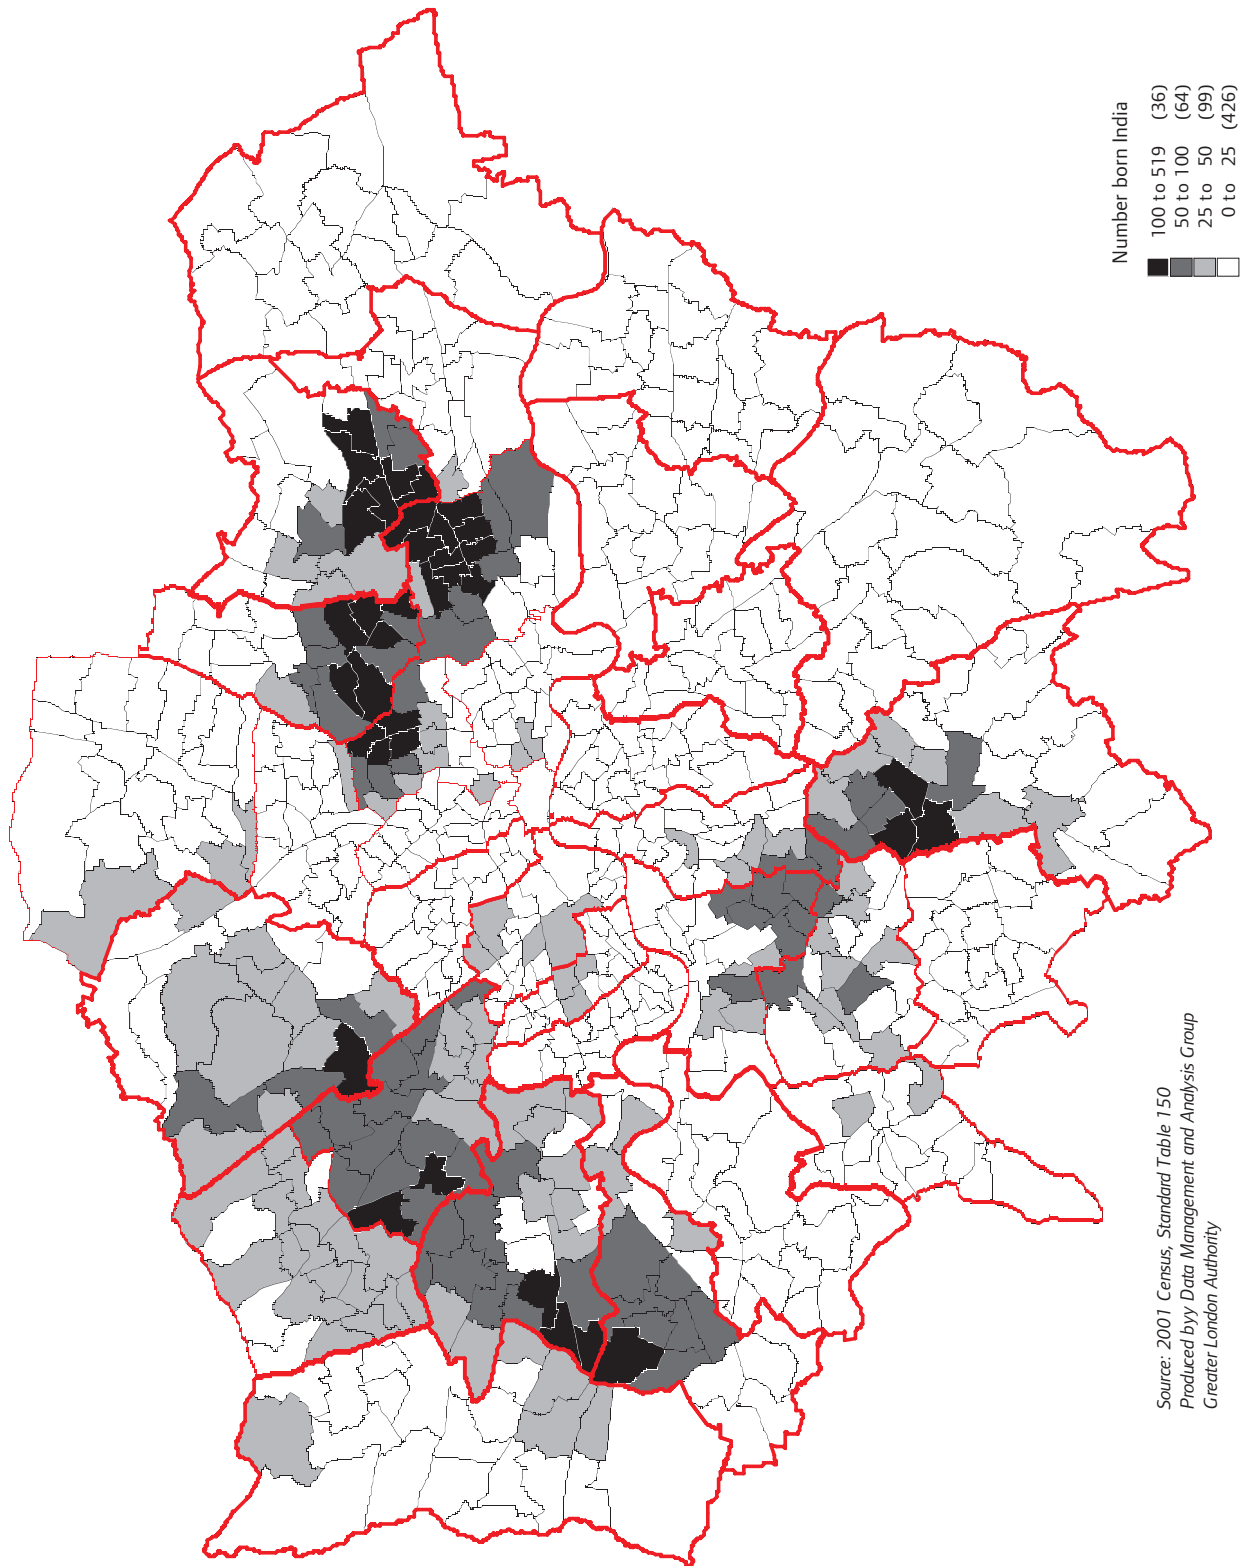 Number born India
100 to 519 (36)
50 to 100 (64)
25 to 50 (99)
0 to 25 (426)
Source: 2001 Census, Standard Table 150
Produced byy Data Management and Analysis Group
Greater London Authority